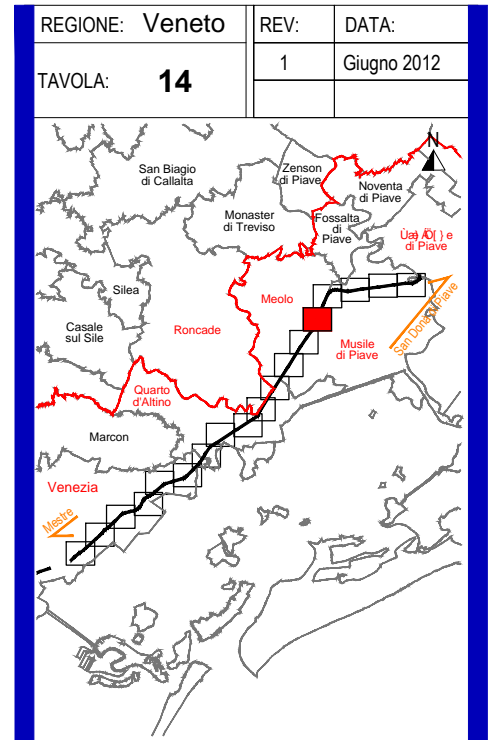 REGIONE: Veneto
REV:
DATA:
TAVOLA: 14
1
Giugno 2012
N
San Biagio
di Callalta
Zenson
di Piave
Noventa
di Piave
Monaster
di Treviso
Fossalta
di
Piave
di Piave
Silea
Meolo
Casale
sul Sile
Roncade
Musile
di Piave
San Donà di Piave
Quarto
d'Altino
Marcon
Venezia
Mestre